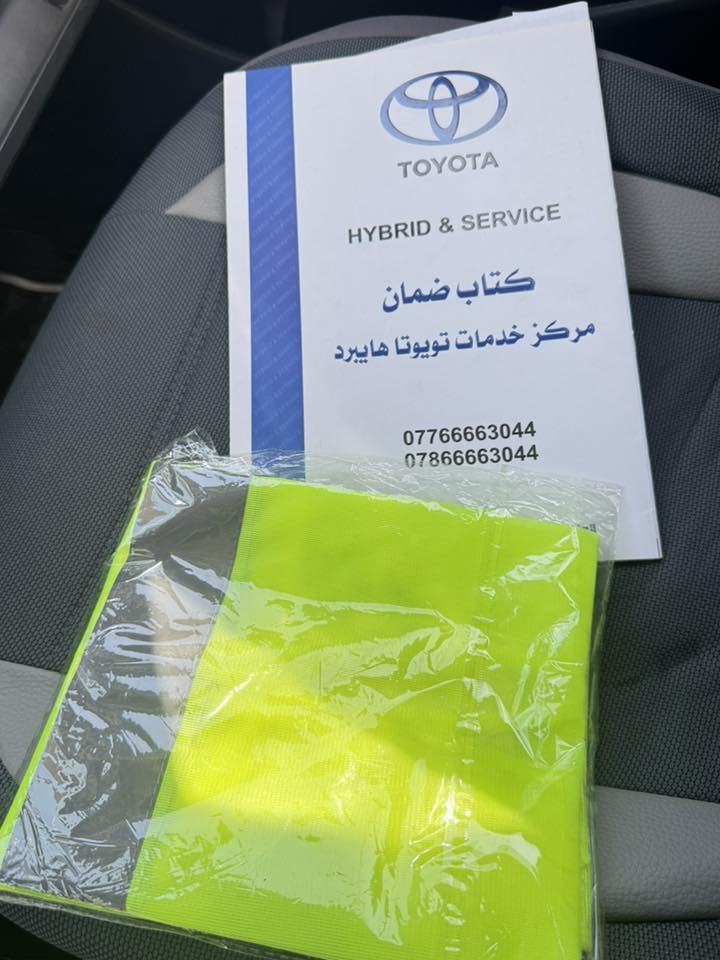 TOYOTA
HYBRID & SERVICE
كتاب ضمان
مركز خدمات تويوتا هايبرد
07766663044
07866663044